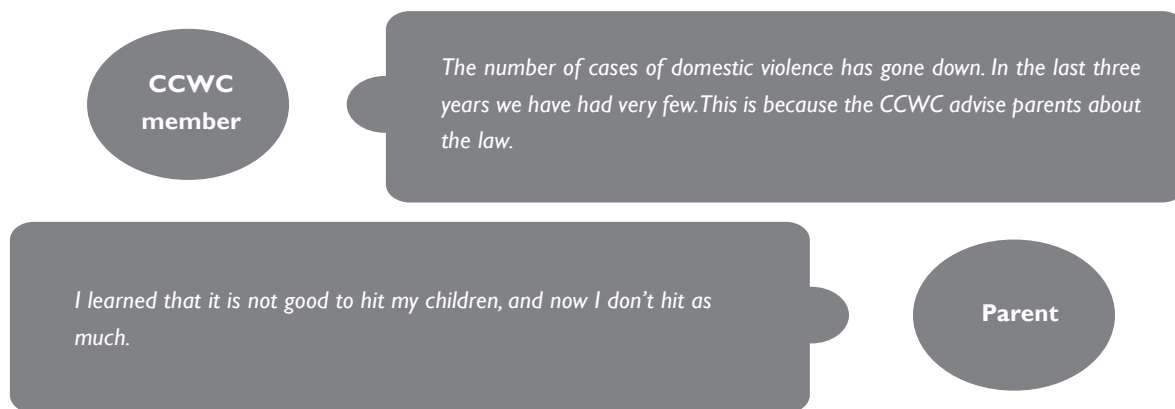 CCWC
member
The number of cases of domestic violence has gone down. In the last three
years we have had very few. This is because the CCWC advise parents about
the law.
I learned that it is not good to hit my children, and now I don't hit as
much.
Parent